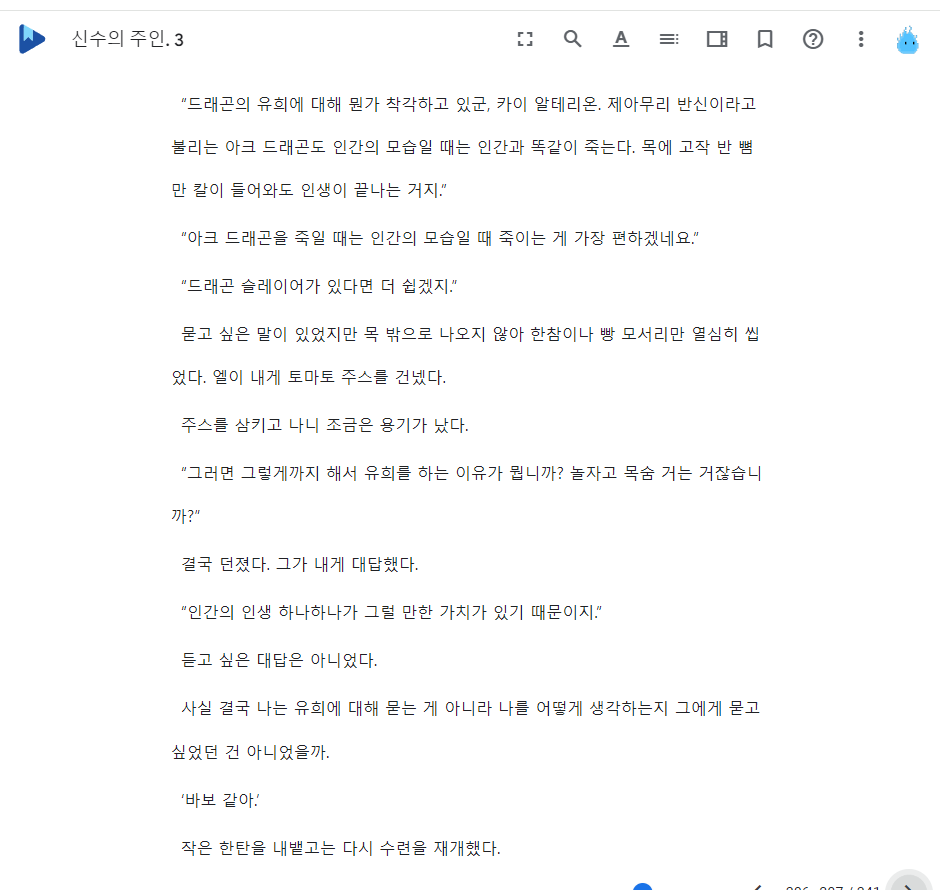 신수의 주인. 3
“드래곤의 유희에 대해 뭔가 착각하고 있군, 카이 알테리온. 제아무리 반신이라고
불리는 아크 드래곤도 인간의 모습일 때는 인간과 똑같이 죽는다. 목에 고작 반 뼘
만 칼이 들어와도 인생이 끝나는 거지.”
“아크 드래곤을 죽일 때는 인간의 모습일 때 죽이는 게 가장 편하겠네요.”
“드래곤 슬레이어가 있다면 더 쉽겠지.”
묻고 싶은 말이 있었지만 목 밖으로 나오지 않아 한참이나 빵 모서리만 열심히 씹
었다. 엘이 내게 토마토 주스를 건넸다.
주스를 삼키고 나니 조금은 용기가 났다.
“그러면 그렇게까지 해서 유희를 하는 이유가 뭡니까? 놀자고 목숨 거는 거잖습니
까?”
결국 던졌다. 그가 내게 대답했다.
“인간의 인생 하나하나가 그럴 만한 가치가 있기 때문이지.”
듣고 싶은 대답은 아니었다.
사실 결국 나는 유희에 대해 묻는 게 아니라 나를 어떻게 생각하는지 그에게 묻고
싶었던 건 아니었을까.
‘바보 같아.’
작은 한탄을 내뱉고는 다시 수련을 재개했다.